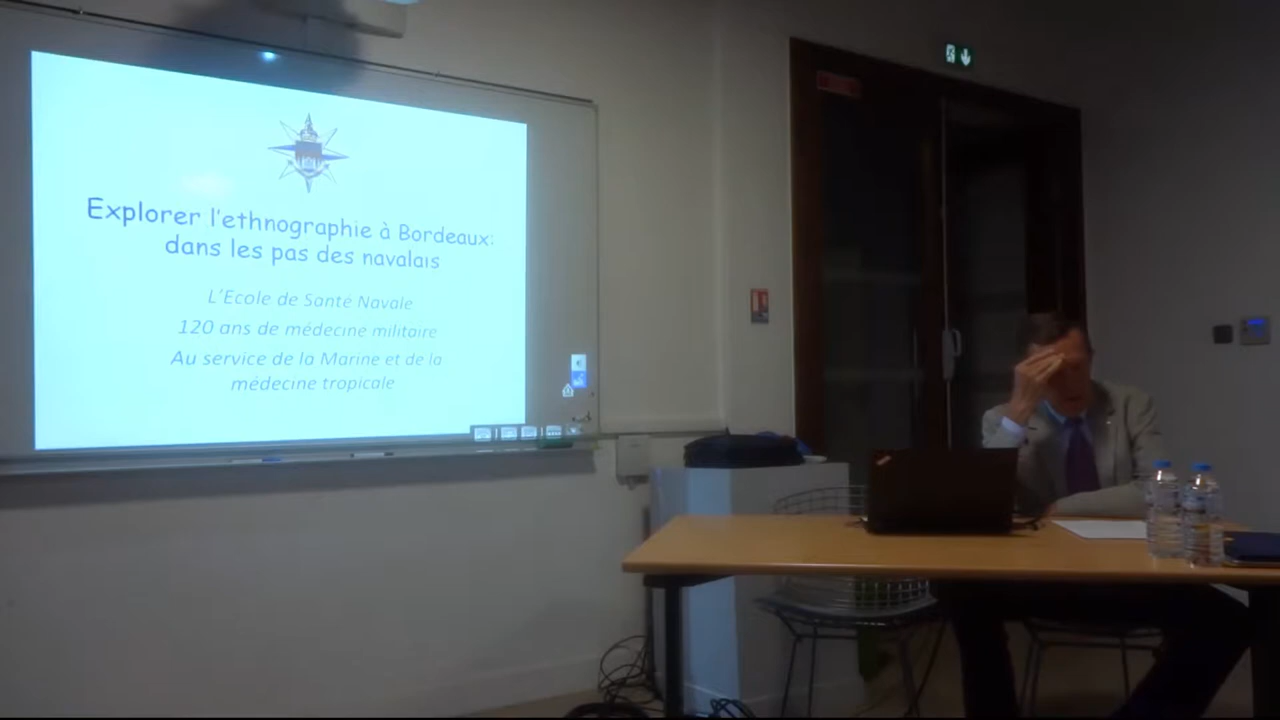 Explorer l'ethnographie à Bordeaux:
dans les pas des navalais
L'Ecole de Santé Navale
120 ans de médecine militaire
Au service de la Marine et de la
médecine tropicale